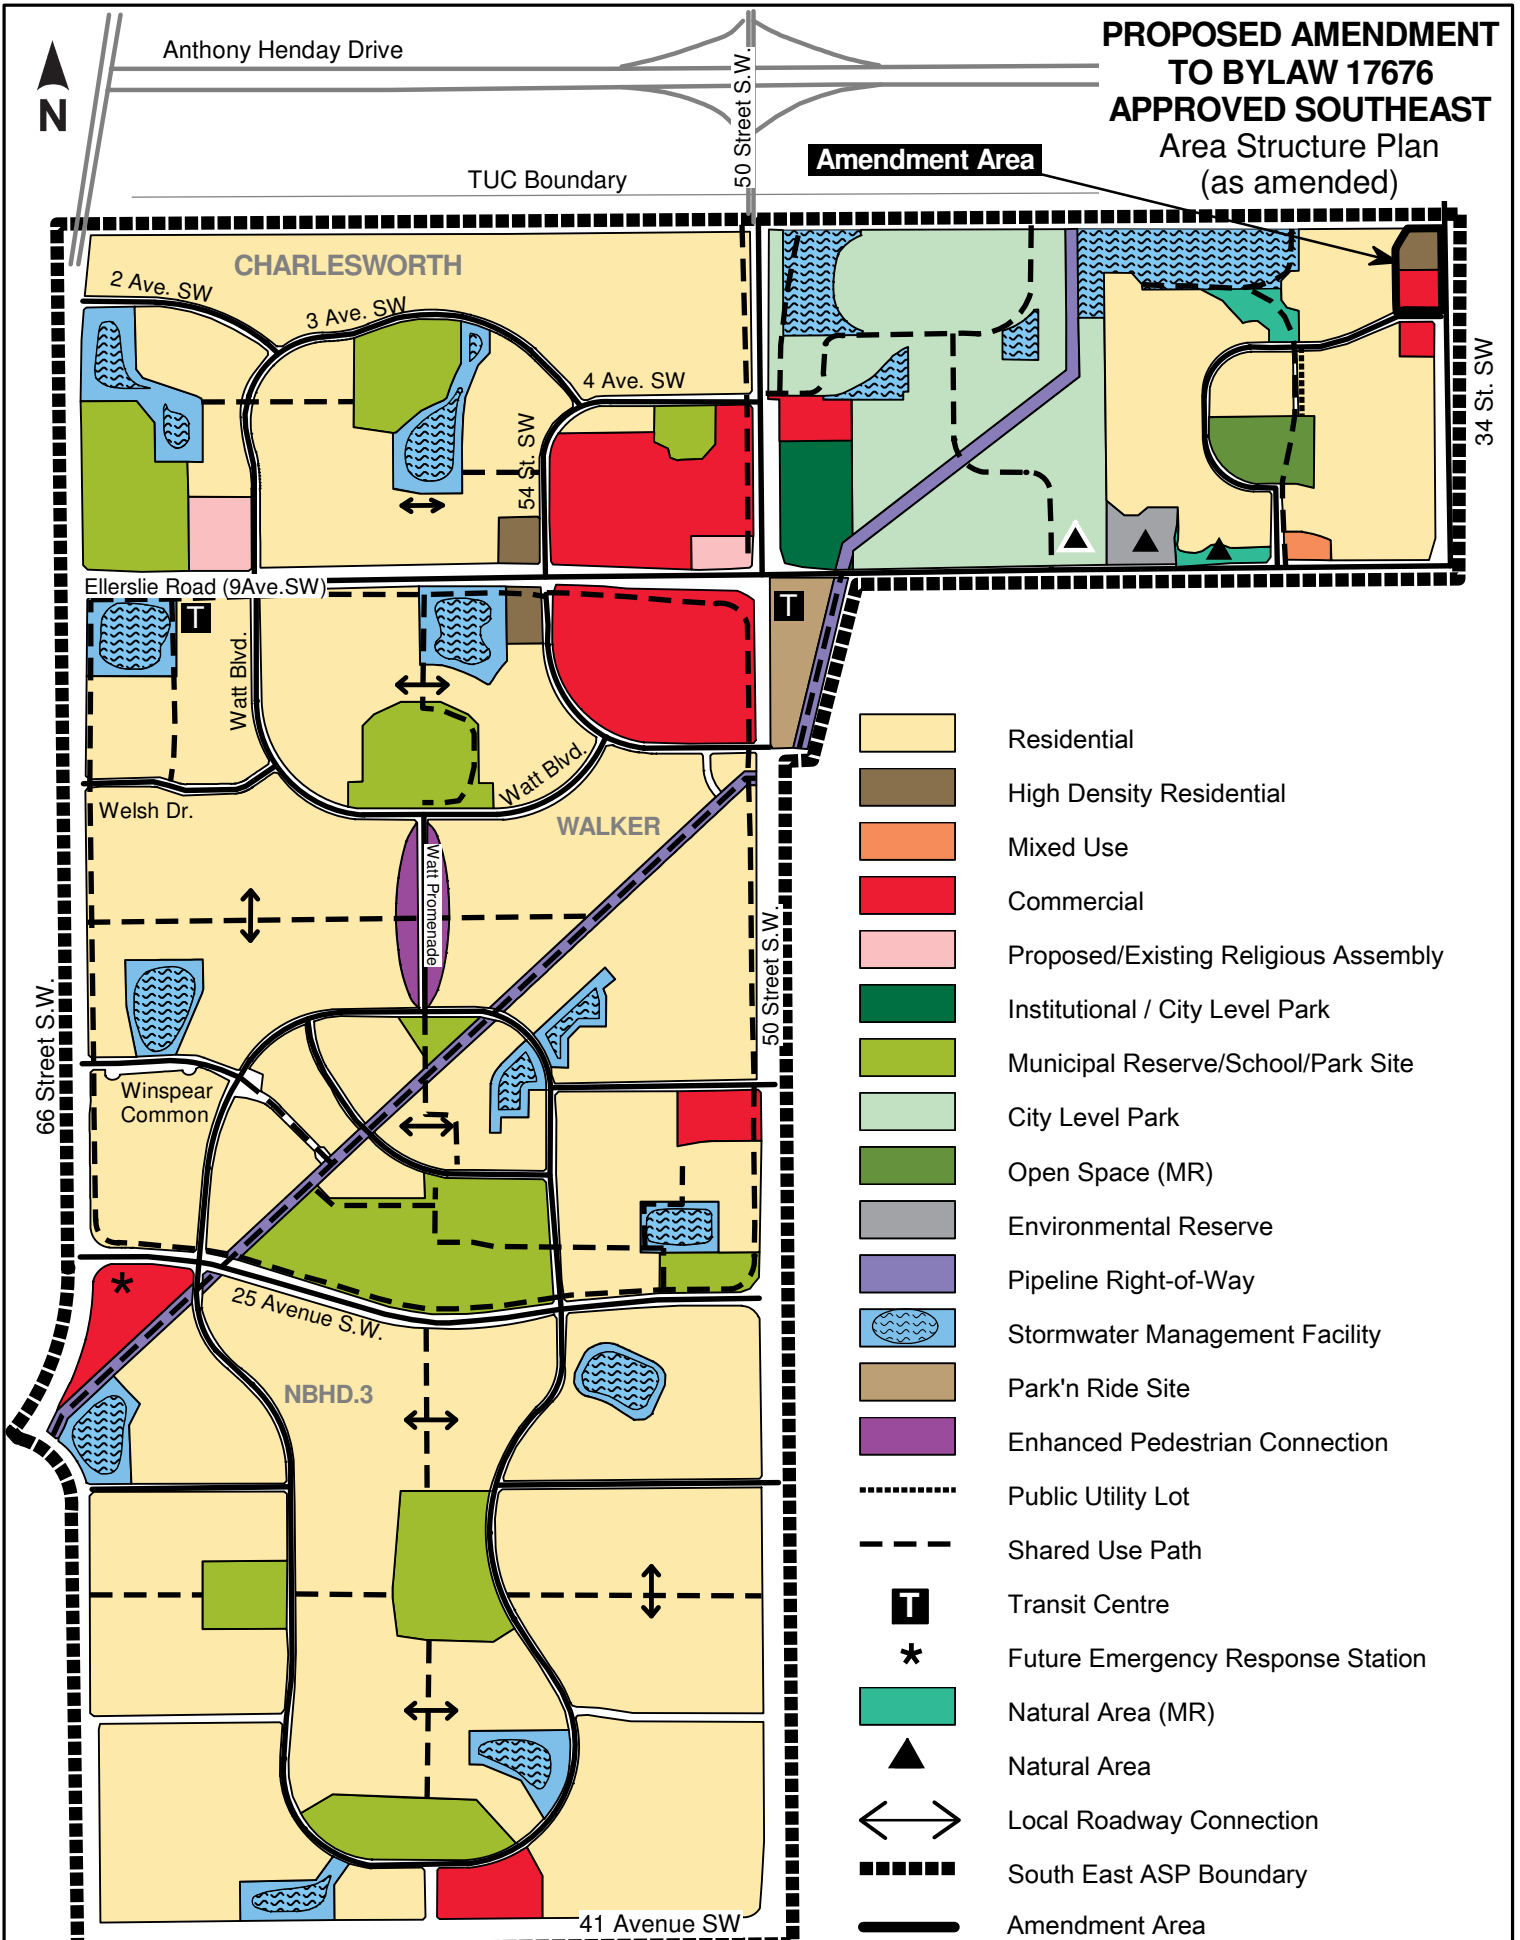 PROPOSED AMENDMENT
TO BYLAW 17676
APPROVED SOUTHEAST
Area Structure Plan
(as amended)
Anthony Henday Drive
N
50 Street S.W.
Amendment Area
TUC Boundary
CHARLESWORTH
2 Ave. SW
3 Ave. SW
4 Ave. SW
54 St. SW
34 St. SW
Ellerslie Road (9Ave.SW)
T
T
Watt Blvd.
Watt Blvd.
Welsh Dr.
WALKER
Watt Promenade
50 Street S.W.
66 Street S.W.
Winspear
Common
*
25 Avenue S.W.
NBHD.3
41 Avenue SW
Residential
High Density Residential
Mixed Use
Commercial
Proposed/Existing Religious Assembly
Institutional / City Level Park
Municipal Reserve/School/Park Site
City Level Park
Open Space (MR)
Environmental Reserve
Pipeline Right-of-Way
Stormwater Management Facility
Park'n Ride Site
Enhanced Pedestrian Connection
Public Utility Lot
Shared Use Path
T Transit Centre
* Future Emergency Response Station
Natural Area (MR)
Natural Area
Local Roadway Connection
South East ASP Boundary
Amendment Area